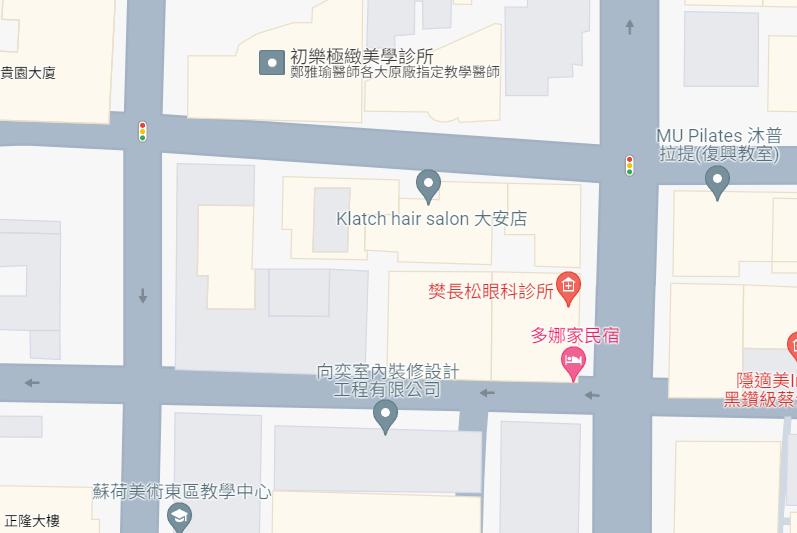 初樂極緻美學診所
鄭雅瑜醫師各大原廠指定教學醫師
貴園大廈
MU Pilates 沐普
拉提(復興教室)
Klatch hair salon 大安店
樊長松眼科診所
多娜家民宿
向奕室內裝修設計
工程有限公司
隱適美In
黑鑽級蔡
蘇荷美術東區教學中心
正隆大樓